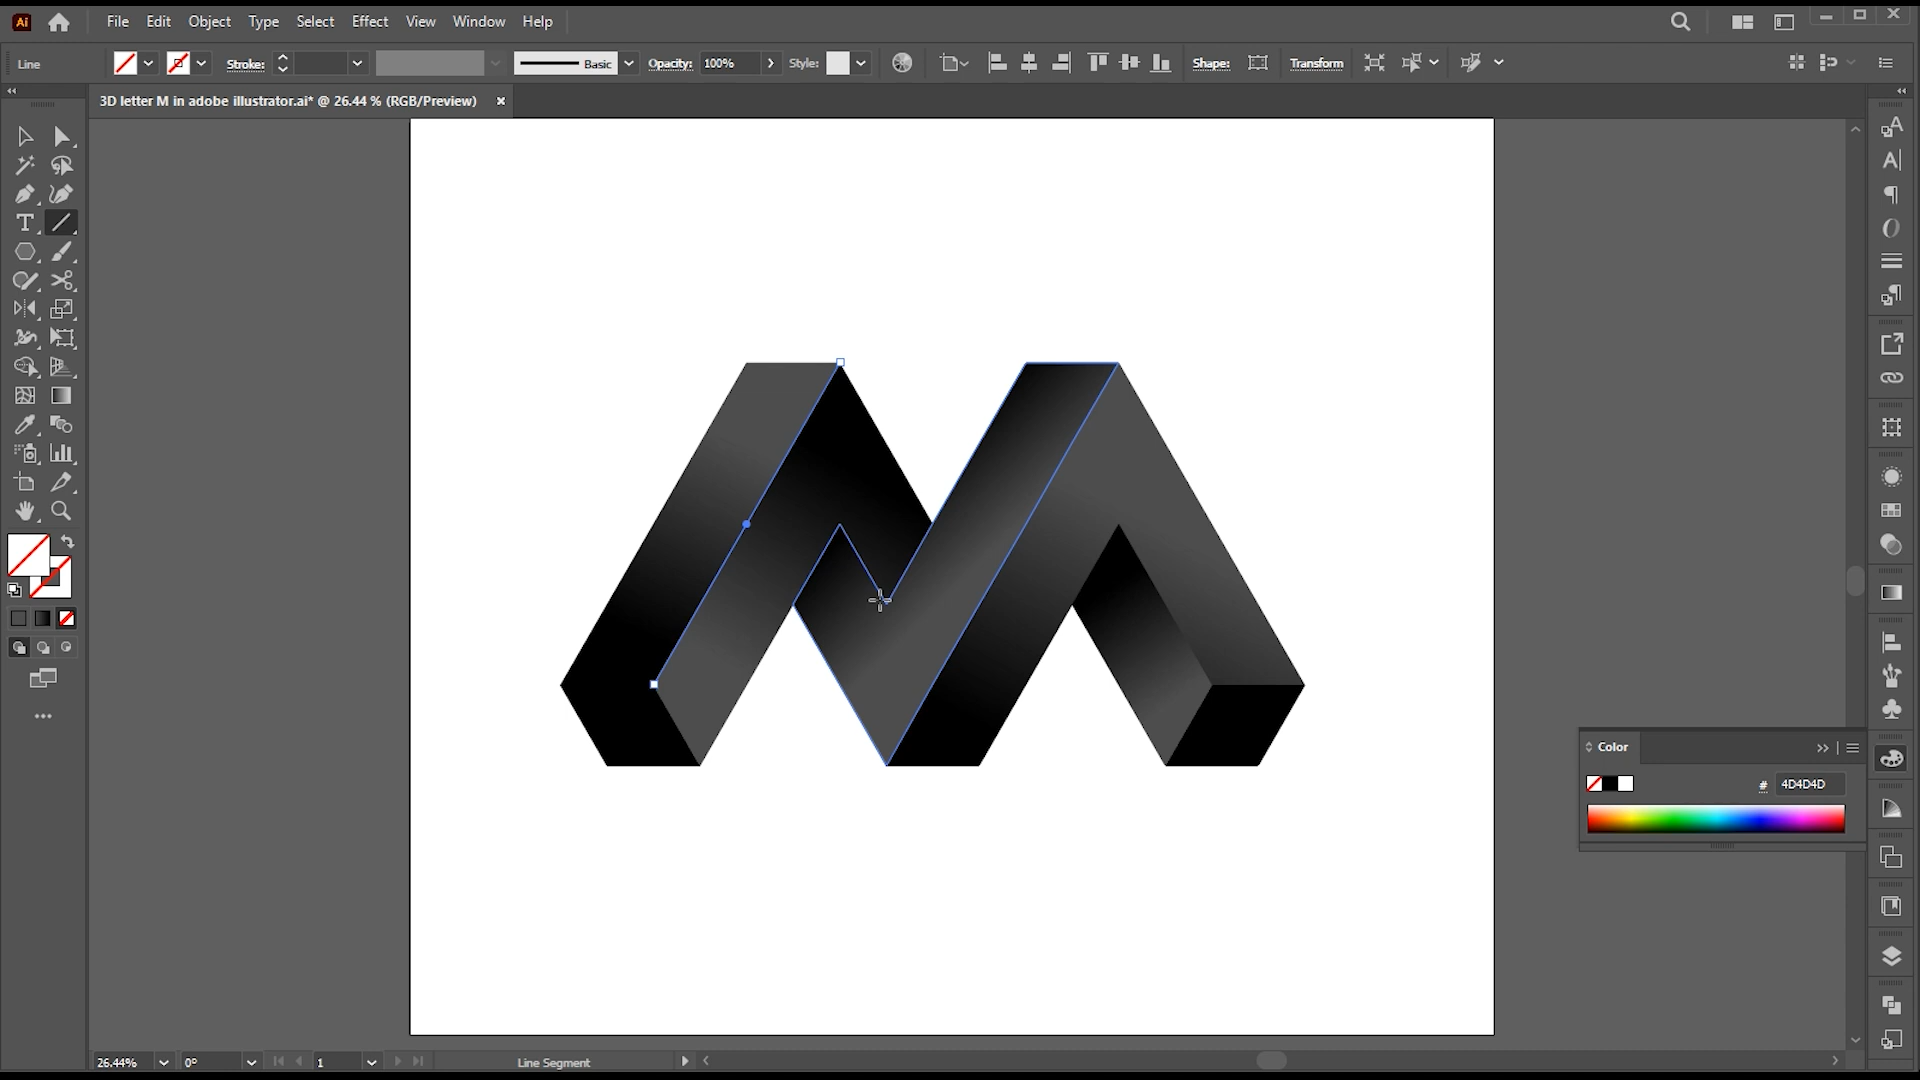 Ai File Edit Object Type Select Effect View Window Help
Line Stroke: Basic Opacity: 100% Style: Shape: Transform
3D letter M in adobe illustrator.ai* @ 26.44 % (RGB/Preview)
Color
# 4D4D4D
26.44% 0° 1 Line Segment